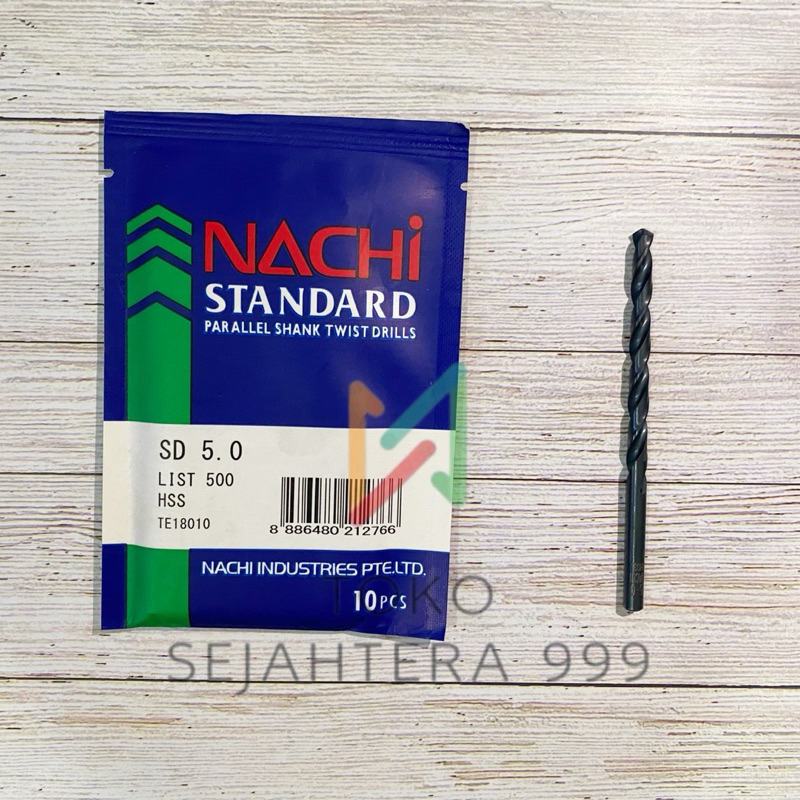 NACHi
STANDARD
PARALLEL SHANK TWIST DRILLS
SD 5.0
LIST 500
HSS
TE18010
8 886480 212766
NACHI INDUSTRIES PTE.LTD.
10PCS
TOKO
SEJAHTERA 999